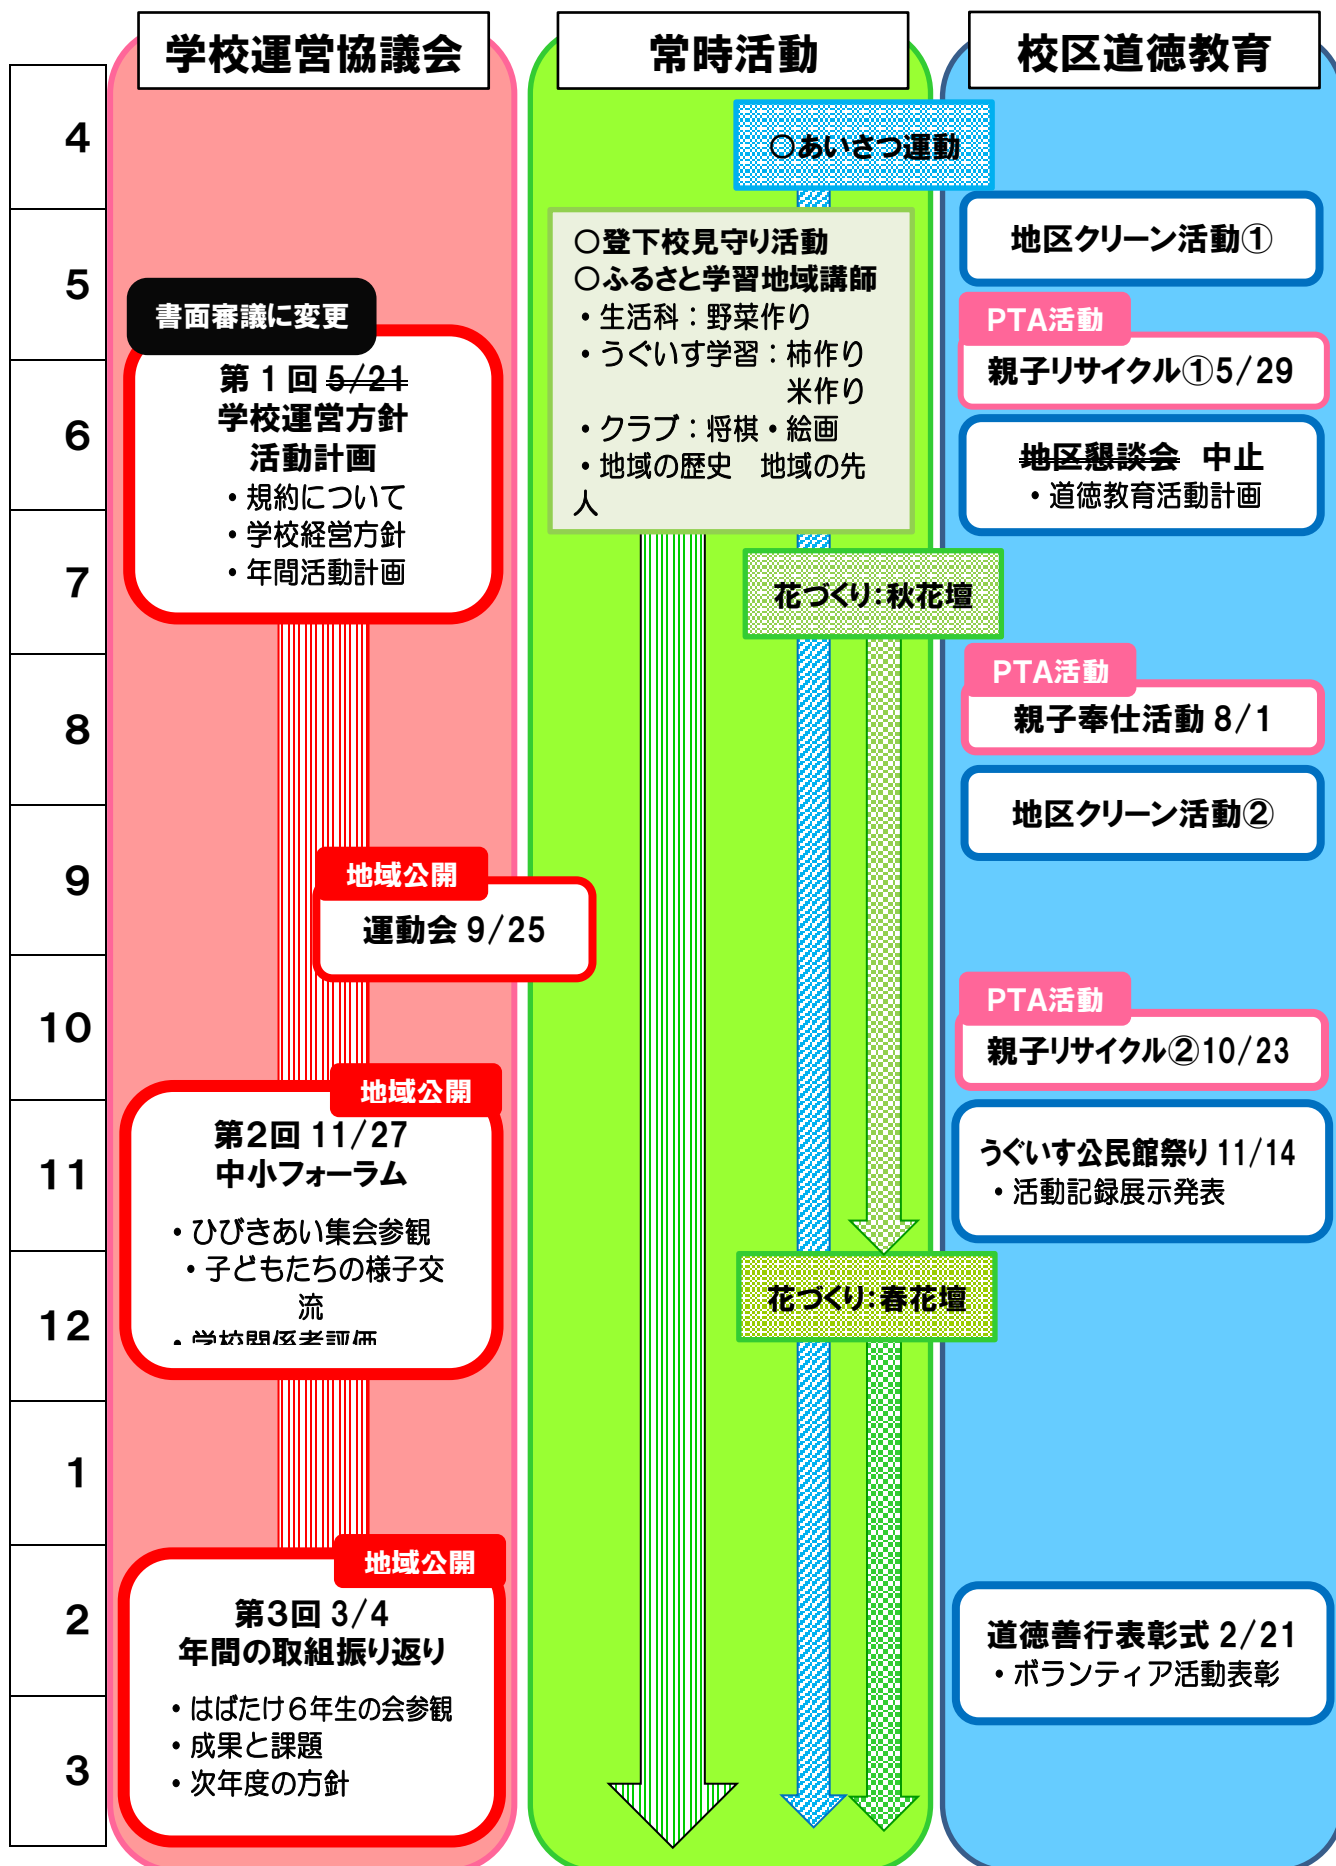 学校運営協議会
常時活動
校区道徳教育
4
5
6
7
8
9
10
11
12
1
2
3
書面審議に変更
第1回 5/21
学校運営方針
活動計画
・規約について
・学校経営方針
・年間活動計画
地域公開
運動会 9/25
地域公開
第2回 11/27
中小フォーラム
・ひびきあい集会参観
・子どもたちの様子交
流
・学校関係者評価
地域公開
第3回 3/4
年間の取組振り返り
・はばたけ6年生の会参観
・成果と課題
・次年度の方針
○あいさつ運動
○登下校見守り活動
○ふるさと学習地域講師
・生活科：野菜作り
・うぐいす学習：柿作り
米作り
・クラブ：将棋・絵画
・地域の歴史　地域の先
人
花づくり：秋花壇
花づくり：春花壇
地区クリーン活動①
PTA活動
親子リサイクル①5/29
地区懇談会 中止
・道徳教育活動計画
PTA活動
親子奉仕活動 8/1
地区クリーン活動②
PTA活動
親子リサイクル②10/23
うぐいす公民館祭り 11/14
・活動記録展示発表
道徳善行表彰式 2/21
・ボランティア活動表彰